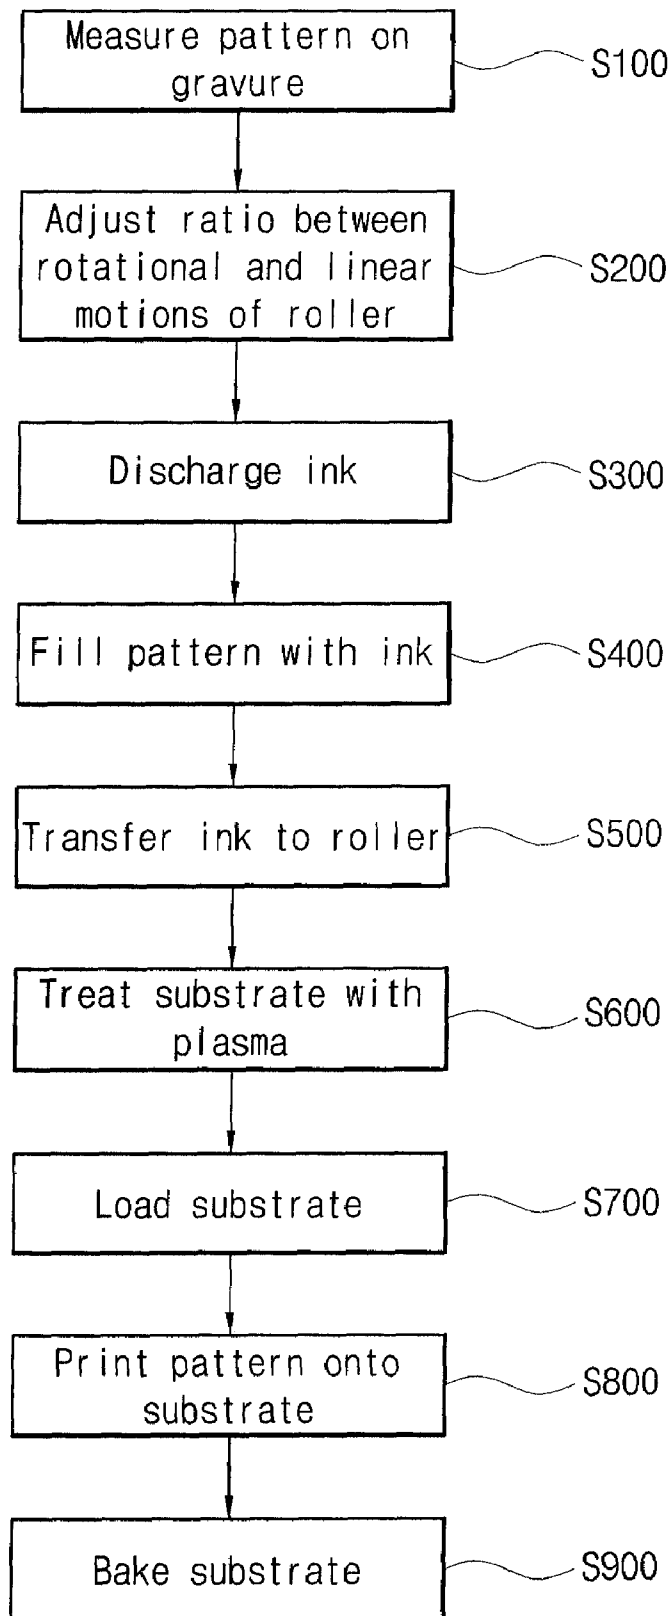 Measure pattern on
gravure
S100
Adjust ratio between
rotational and linear
motions of roller
S200
Discharge ink
S300
Fill pattern with ink
S400
Transfer ink to roller
S500
Treat substrate with
plasma
S600
Load substrate
S700
Print pattern onto
substrate
S800
Bake substrate
S900